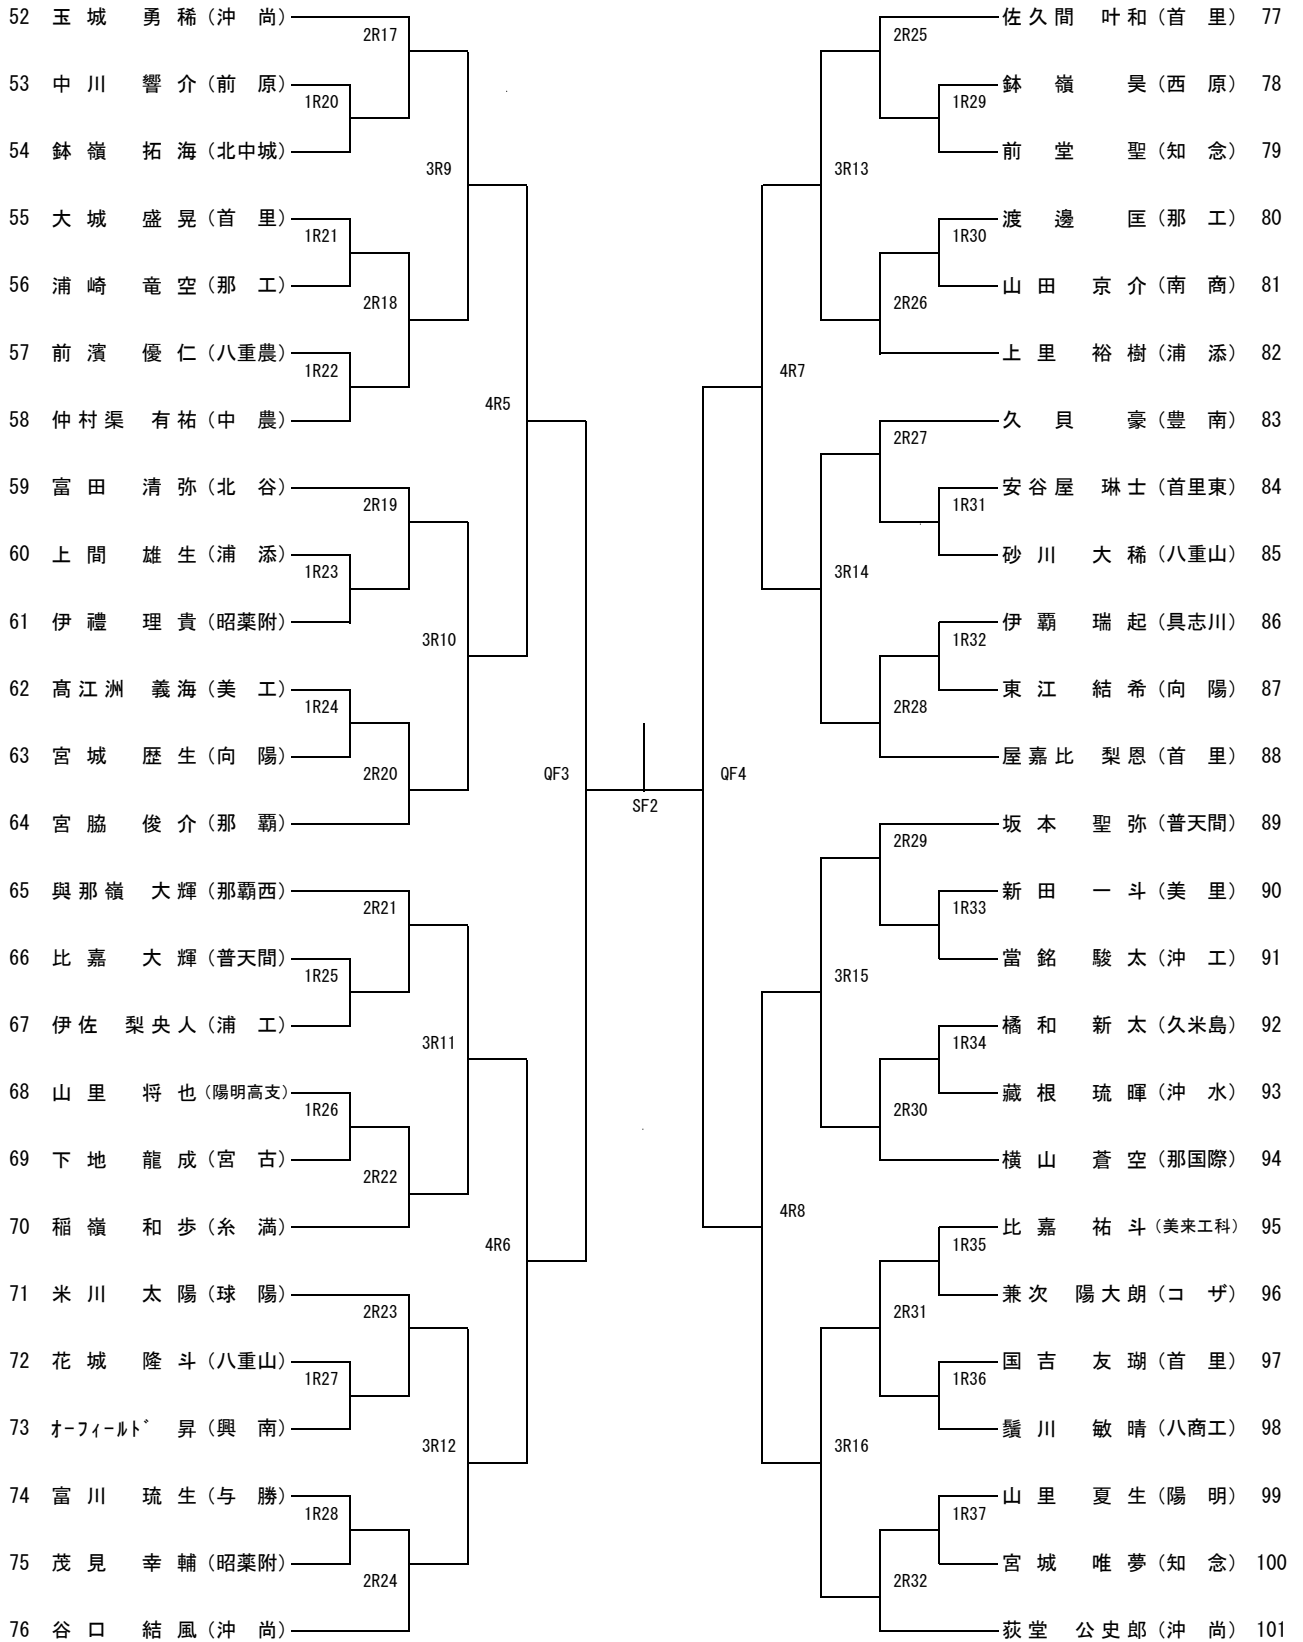 52 玉城 勇稀（沖 尚）
2R17
53 中川 響介（前 原）
1R20
54 鉢嶺 拓海（北中城）
3R9
55 大城 盛晃（首 里）
1R21
56 浦崎 竜空（那 工）
2R18
57 前濱 優仁（八重農）
1R22
4R5
58 仲村渠 有祐（中 農）
59 富田 清弥（北 谷）
2R19
60 上間 雄生（浦 添）
1R23
61 伊禮 理貴（昭薬附）
3R10
62 髙江洲 義海（美 工）
1R24
63 宮城 歴生（向 陽）
2R20
QF3
64 宮脇 俊介（那 覇）
65 與那嶺 大輝（那覇西）
2R21
66 比嘉 大輝（普天間）
1R25
67 伊佐 梨央人（浦 工）
3R11
68 山里 将也（陽明高支）
1R26
69 下地 龍成（宮 古）
2R22
70 稲嶺 和歩（糸 満）
4R6
71 米川 太陽（球 陽）
2R23
72 花城 隆斗（八重山）
1R27
73 ｵｰﾌｨｰﾙﾄﾞ 昇（興 南）
3R12
74 富川 琉生（与 勝）
1R28
75 茂見 幸輔（昭薬附）
2R24
76 谷口 結風（沖 尚）
SF2
佐久間 叶和（首 里） 77
2R25
鉢嶺 昊（西 原） 78
1R29
前堂 聖（知 念） 79
3R13
渡邊 匡（那 工） 80
1R30
山田 京介（南 商） 81
2R26
上里 裕樹（浦 添） 82
4R7
久貝 豪（豊 南） 83
2R27
安谷屋 琳士（首里東） 84
1R31
砂川 大稀（八重山） 85
3R14
伊覇 瑞起（具志川） 86
1R32
東江 結希（向 陽） 87
2R28
屋嘉比 梨恩（首 里） 88
QF4
坂本 聖弥（普天間） 89
2R29
新田 一斗（美 里） 90
1R33
當銘 駿太（沖 工） 91
3R15
橘和 新太（久米島） 92
1R34
藏根 琉暉（沖 水） 93
2R30
横山 蒼空（那国際） 94
4R8
比嘉 祐斗（美来工科） 95
1R35
兼次 陽大朗（コ ザ） 96
2R31
国吉 友瑚（首 里） 97
1R36
鬚川 敏晴（八商工） 98
3R16
山里 夏生（陽 明） 99
1R37
宮城 唯夢（知 念） 100
2R32
荻堂 公史郎（沖 尚） 101